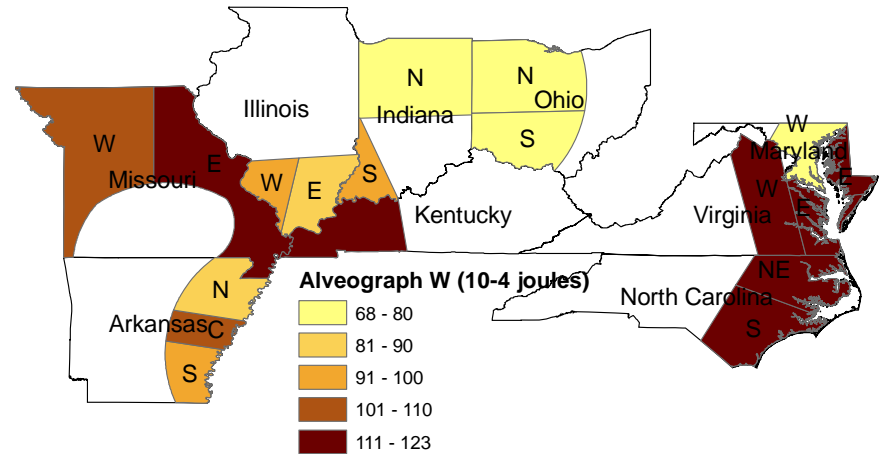 N
N
Ohio
Illinois
Indiana
W
Maryland
E
S
W
E
Missouri
W
E
S
W
E
Kentucky
Virginia
NE
Alveograph W (10-4 joules)
North Carolina
N
68 - 80
Arkansas
C
S
81 - 90
S
91 - 100
101 - 110
111 - 123